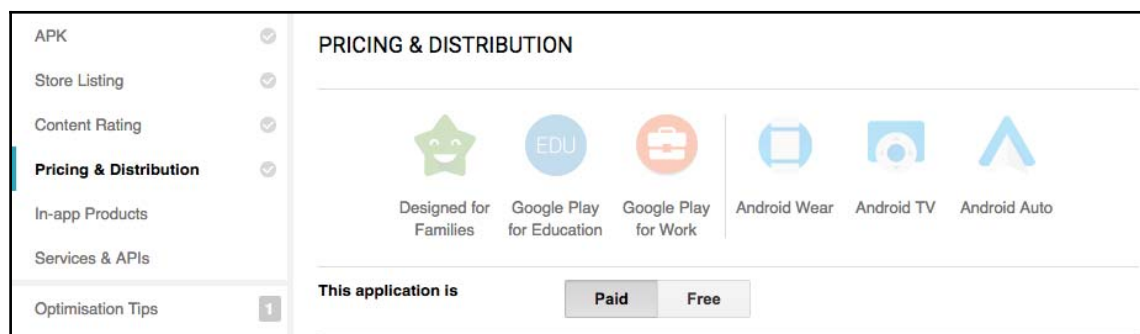 APK
Store Listing
Content Rating
Pricing & Distribution
In-app Products
Services & APIs
Optimisation Tips 1
PRICING & DISTRIBUTION
EDU
Designed for
Families
Google Play
for Education
Google Play
for Work
Android Wear
Android TV
Android Auto
This application is
Paid Free